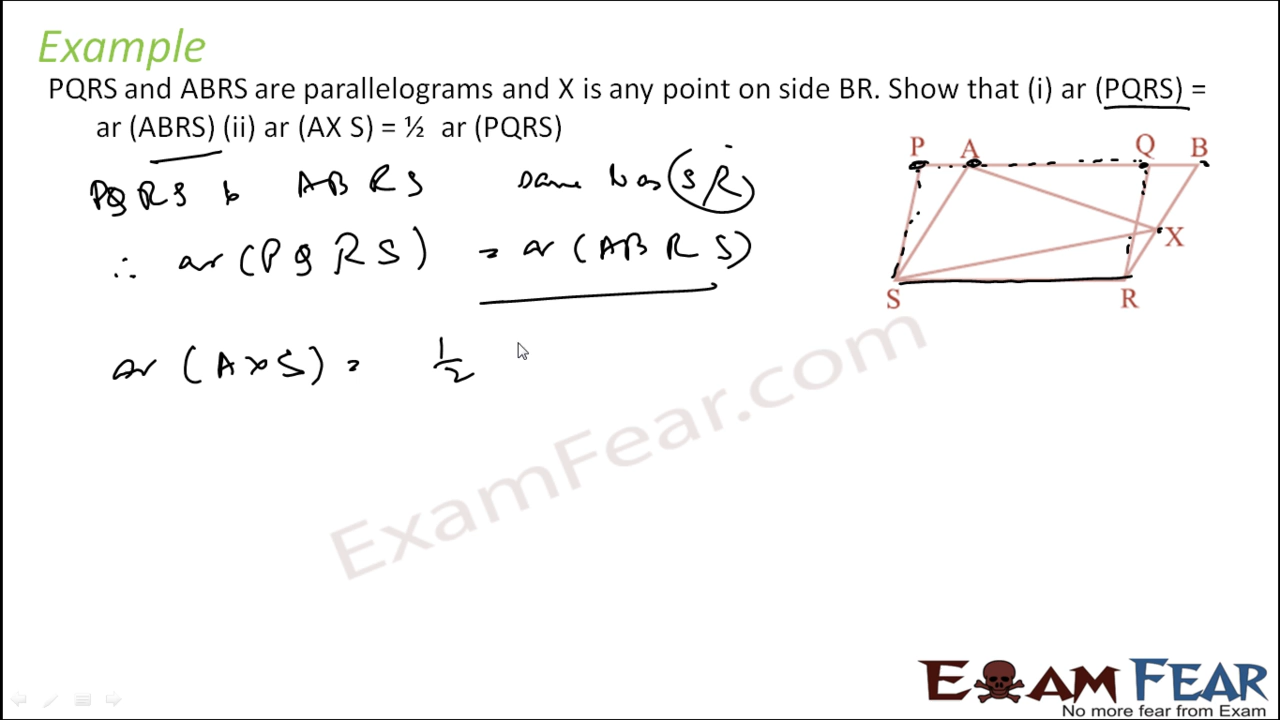 Example
PQRS and ABRS are parallelograms and X is any point on side BR. Show that (i) ar (PQRS) =
ar (ABRS) (ii) ar (AX S) = ½ ar (PQRS)
PQRS & ABRS same bas (SR)
∴ ar (PQRS) = ar (ABRS)
ar (AXS) = 1/2
P A Q B
X
S R
ExamFear.com
EXAM FEAR
No more fear from Exam